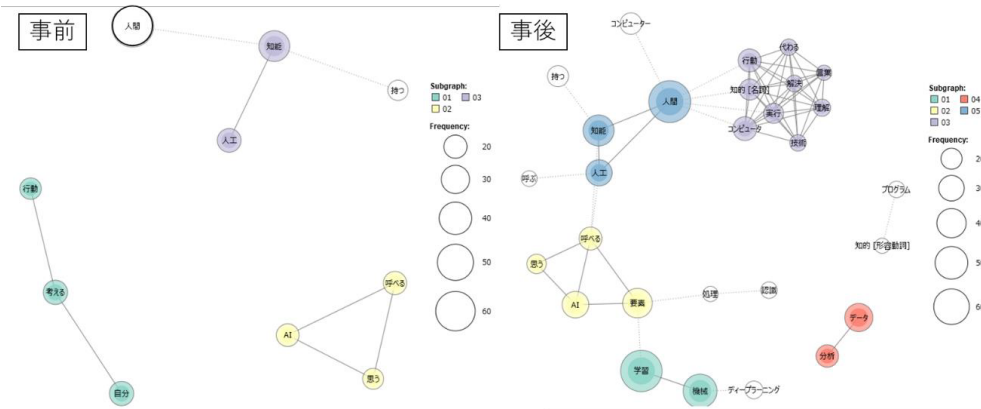 事前
人間
知能
持つ
人工
行動
考える
自分
呼べる
AI
思う
Subgraph:
01 03
02
Frequency:
20
30
40
50
60
事後
コンピューター
持つ
人間
知能
人工
呼ぶ
行動
代わる
言葉
知的 [名詞]
解決
理解
実行
コンピュータ
技術
プログラム
知的 [形容動詞]
呼べる
思う
AI
要素
処理
認識
データ
分析
学習
機械
ディープラーニング
Subgraph:
01 04
02 05
03
Frequency: